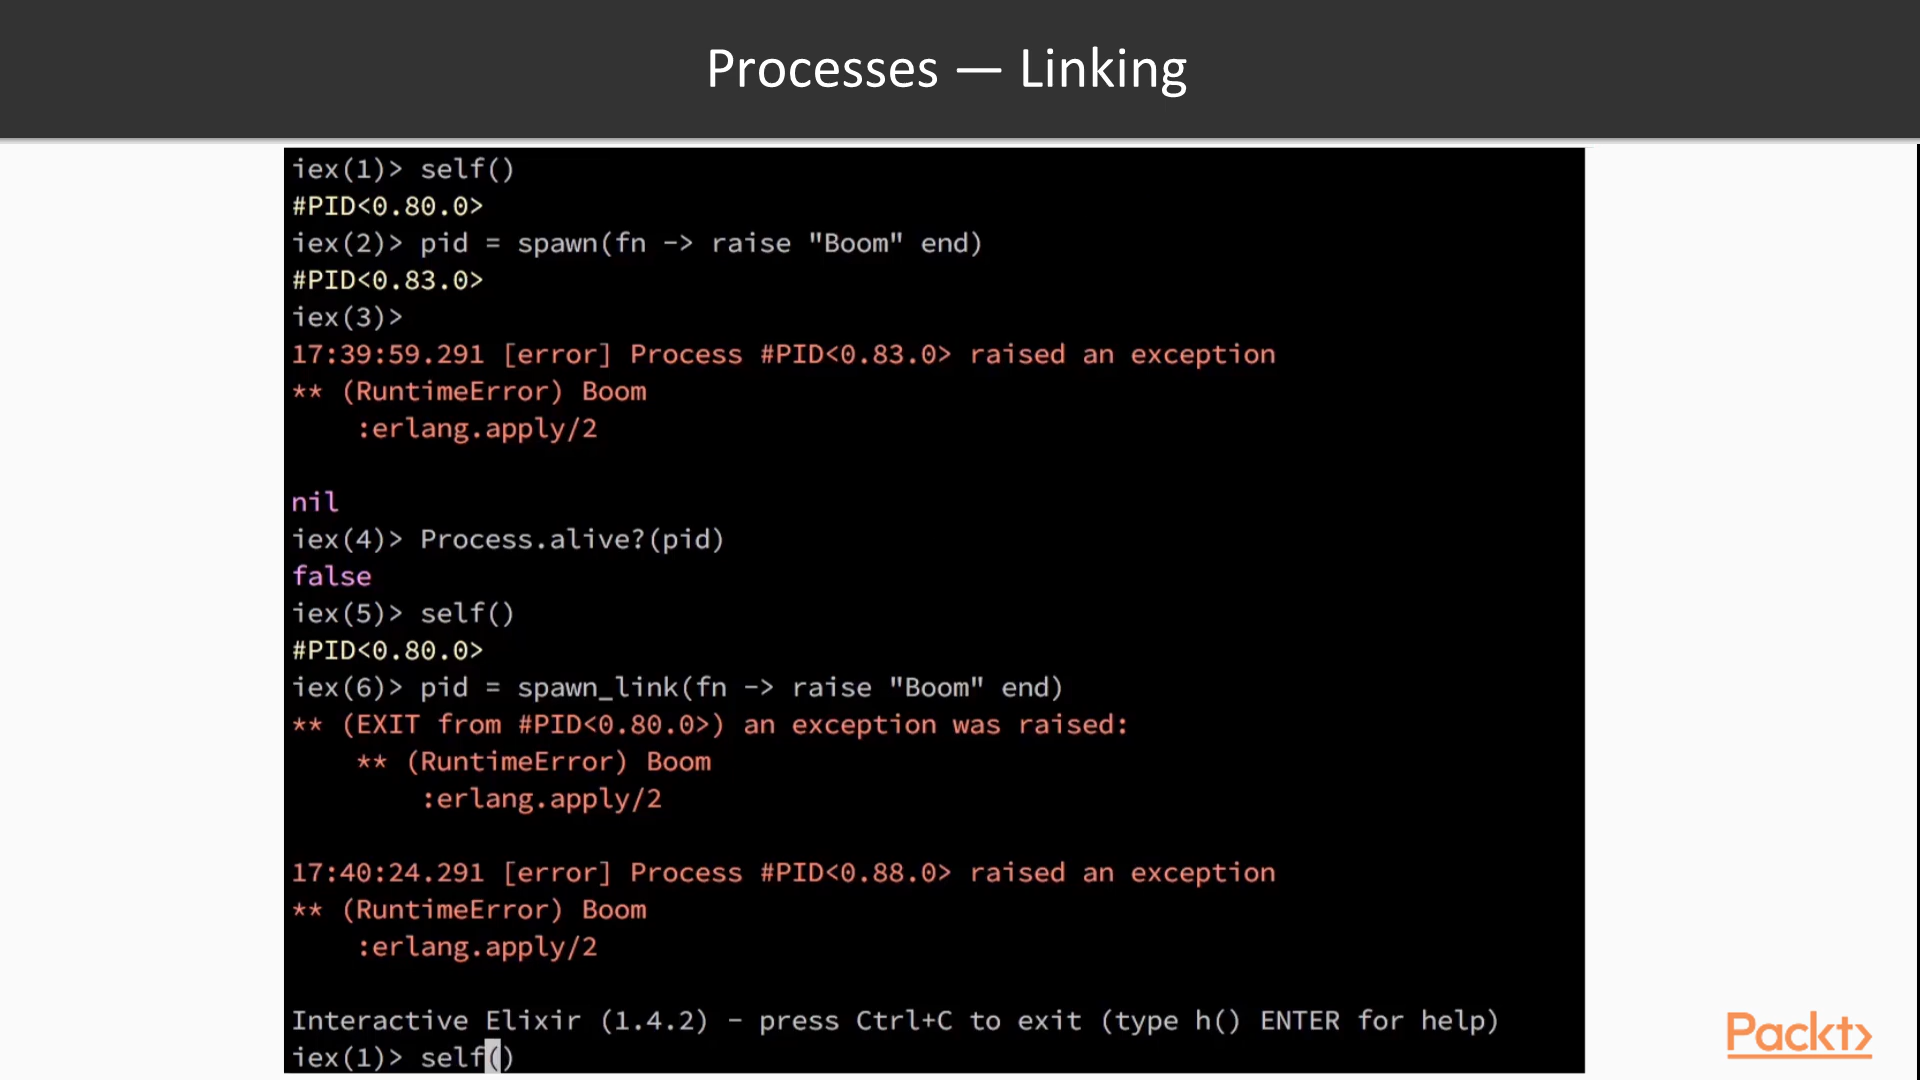 Processes — Linking
iex(1)> self()
#PID<0.80.0>
iex(2)> pid = spawn(fn -> raise "Boom" end)
#PID<0.83.0>
iex(3)>
17:39:59.291 [error] Process #PID<0.83.0> raised an exception
** (RuntimeError) Boom
    :erlang.apply/2
nil
iex(4)> Process.alive?(pid)
false
iex(5)> self()
#PID<0.80.0>
iex(6)> pid = spawn_link(fn -> raise "Boom" end)
** (EXIT from #PID<0.80.0>) an exception was raised:
    ** (RuntimeError) Boom
        :erlang.apply/2
17:40:24.291 [error] Process #PID<0.88.0> raised an exception
** (RuntimeError) Boom
    :erlang.apply/2
Interactive Elixir (1.4.2) - press Ctrl+C to exit (type h() ENTER for help)
iex(1)> self()
Packt>